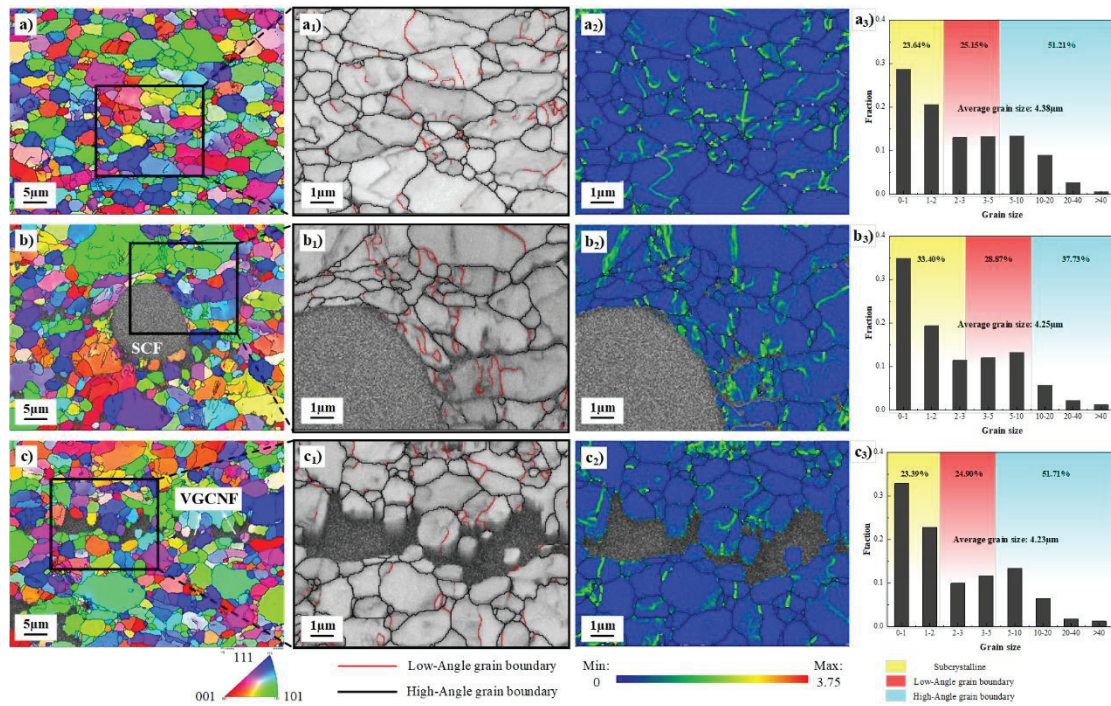 a)
5μm
a₁)
1μm
a₂)
1μm
a₃)
0.4
0.3
0.2
0.1
0.0
Fraction
23.64%
25.15%
51.21%
Average grain size: 4.38μm
0-1
1-2
2-3
3-5
5-10
10-20
20-40
>40
Grain size
b)
SCF
5μm
b₁)
1μm
b₂)
1μm
b₃)
0.4
0.3
0.2
0.1
0.0
Fraction
33.40%
28.87%
37.73%
Average grain size: 4.25μm
0-1
1-2
2-3
3-5
5-10
10-20
20-40
>40
Grain size
c)
VGCNF
5μm
c₁)
1μm
c₂)
1μm
c₃)
0.4
0.3
0.2
0.1
0.0
Fraction
23.39%
24.90%
51.71%
Average grain size: 4.23μm
0-1
1-2
2-3
3-5
5-10
10-20
20-40
>40
Grain size
111
001
101
Low-Angle grain boundary
High-Angle grain boundary
Min:
0
Max:
3.75
Subcrystalline
Low-Angle grain boundary
High-Angle grain boundary